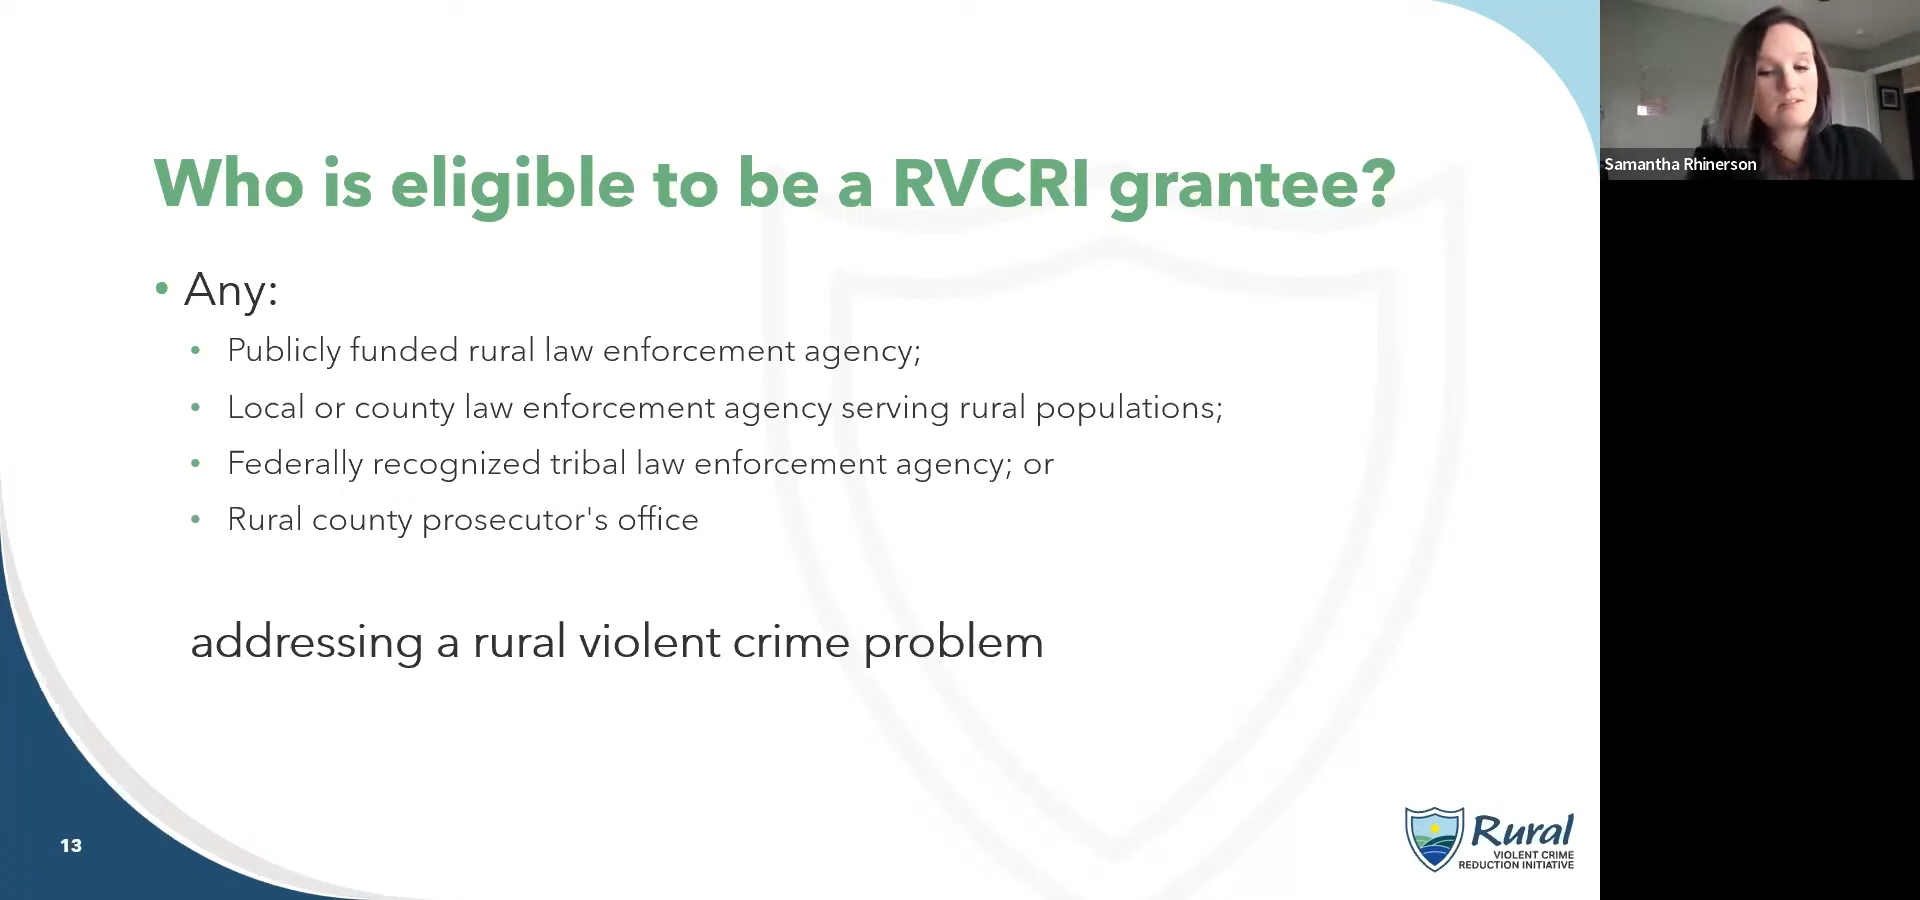 Who is eligible to be a RVCRI grantee?
• Any:
• Publicly funded rural law enforcement agency;
• Local or county law enforcement agency serving rural populations;
• Federally recognized tribal law enforcement agency; or
• Rural county prosecutor's office
addressing a rural violent crime problem
13
Rural
VIOLENT CRIME
REDUCTION INITIATIVE
Samantha Rhinerson